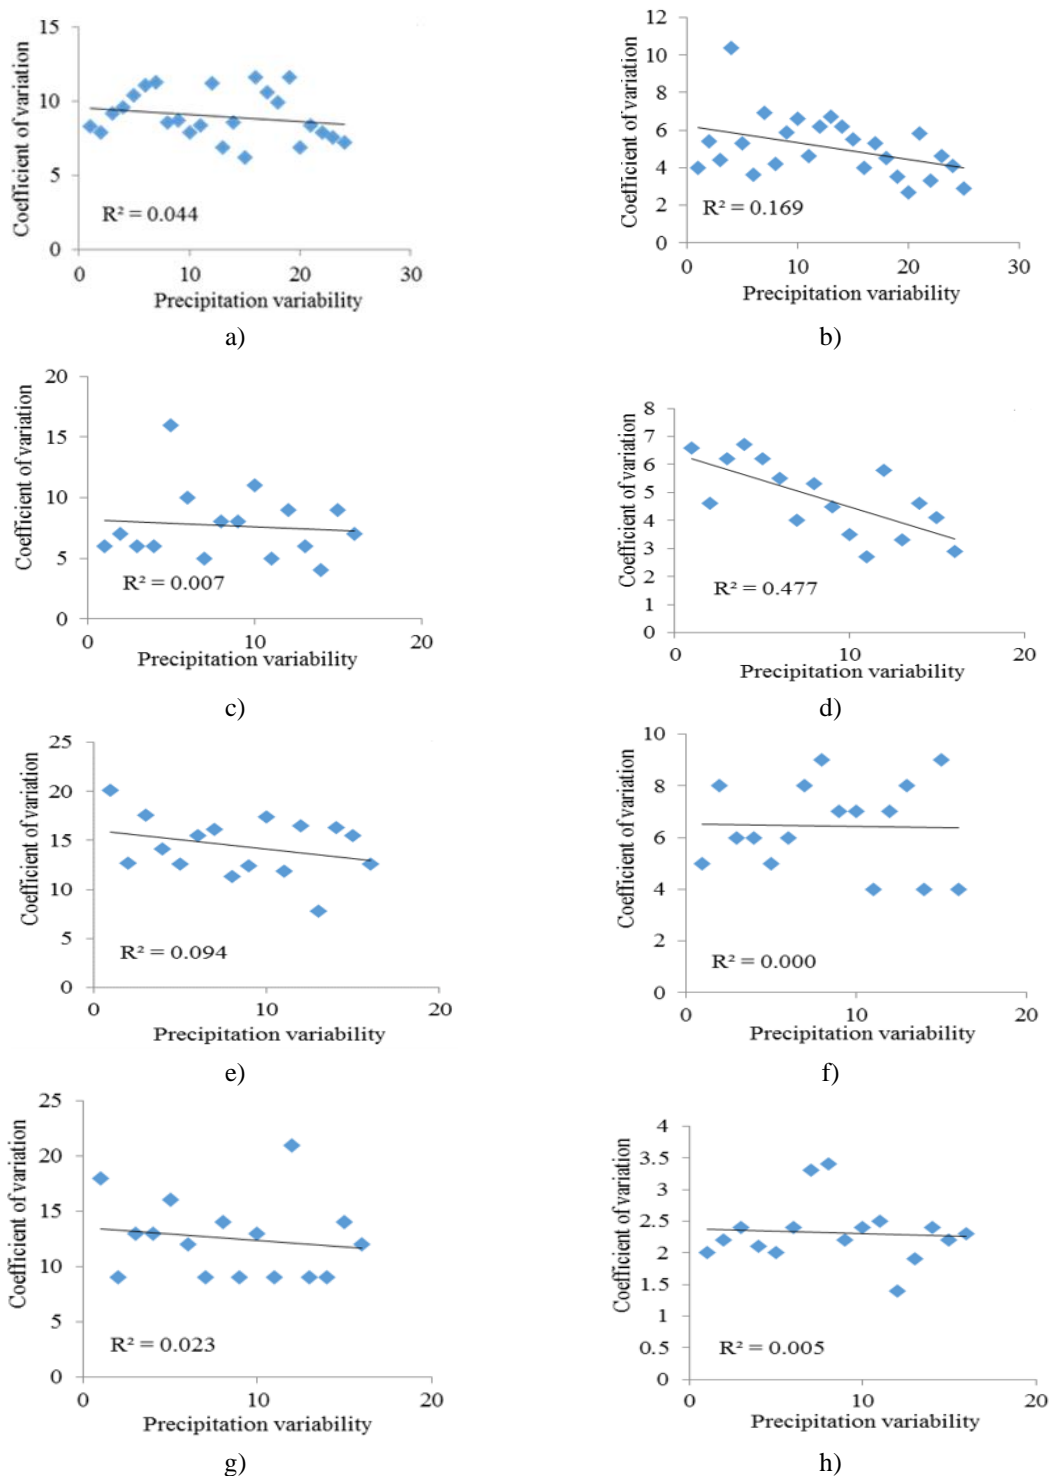 15
10
5
0
Coefficient of variation
R² = 0.044
0 10 20 30
Precipitation variability
a)
12
10
8
6
4
2
0
Coefficient of variation
R² = 0.169
0 10 20 30
Precipitation variability
b)
20
15
10
5
0
Coefficient of variation
R² = 0.007
0 10 20
Precipitation variability
c)
8
7
6
5
4
3
2
1
0
Coefficient of variation
R² = 0.477
0 10 20
Precipitation variability
d)
25
20
15
10
5
0
Coefficient of variation
R² = 0.094
0 10 20
Precipitation variability
e)
10
8
6
4
2
0
Coefficient of variation
R² = 0.000
0 10 20
Precipitation variability
f)
25
20
15
10
5
0
Coefficient of variation
R² = 0.023
0 10 20
Precipitation variability
g)
4
3.5
3
2.5
2
1.5
1
0.5
0
Coefficient of variation
R² = 0.005
0 10 20
Precipitation variability
h)